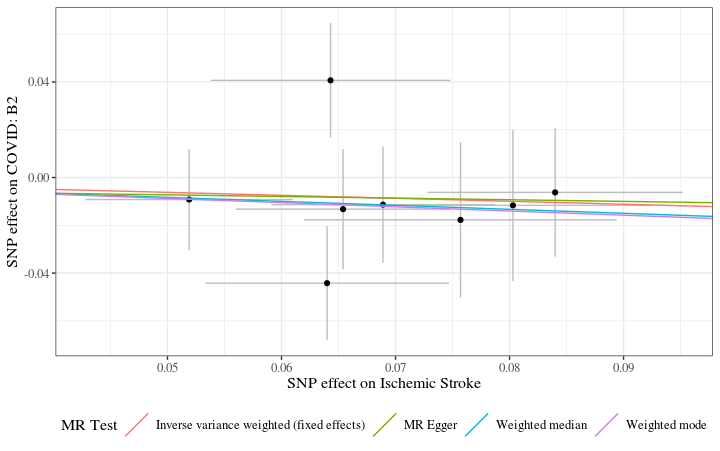 SNP effect on COVID: B2
0.04
0.00
-0.04
0.05 0.06 0.07 0.08 0.09
SNP effect on Ischemic Stroke
MR Test Inverse variance weighted (fixed effects) MR Egger Weighted median Weighted mode